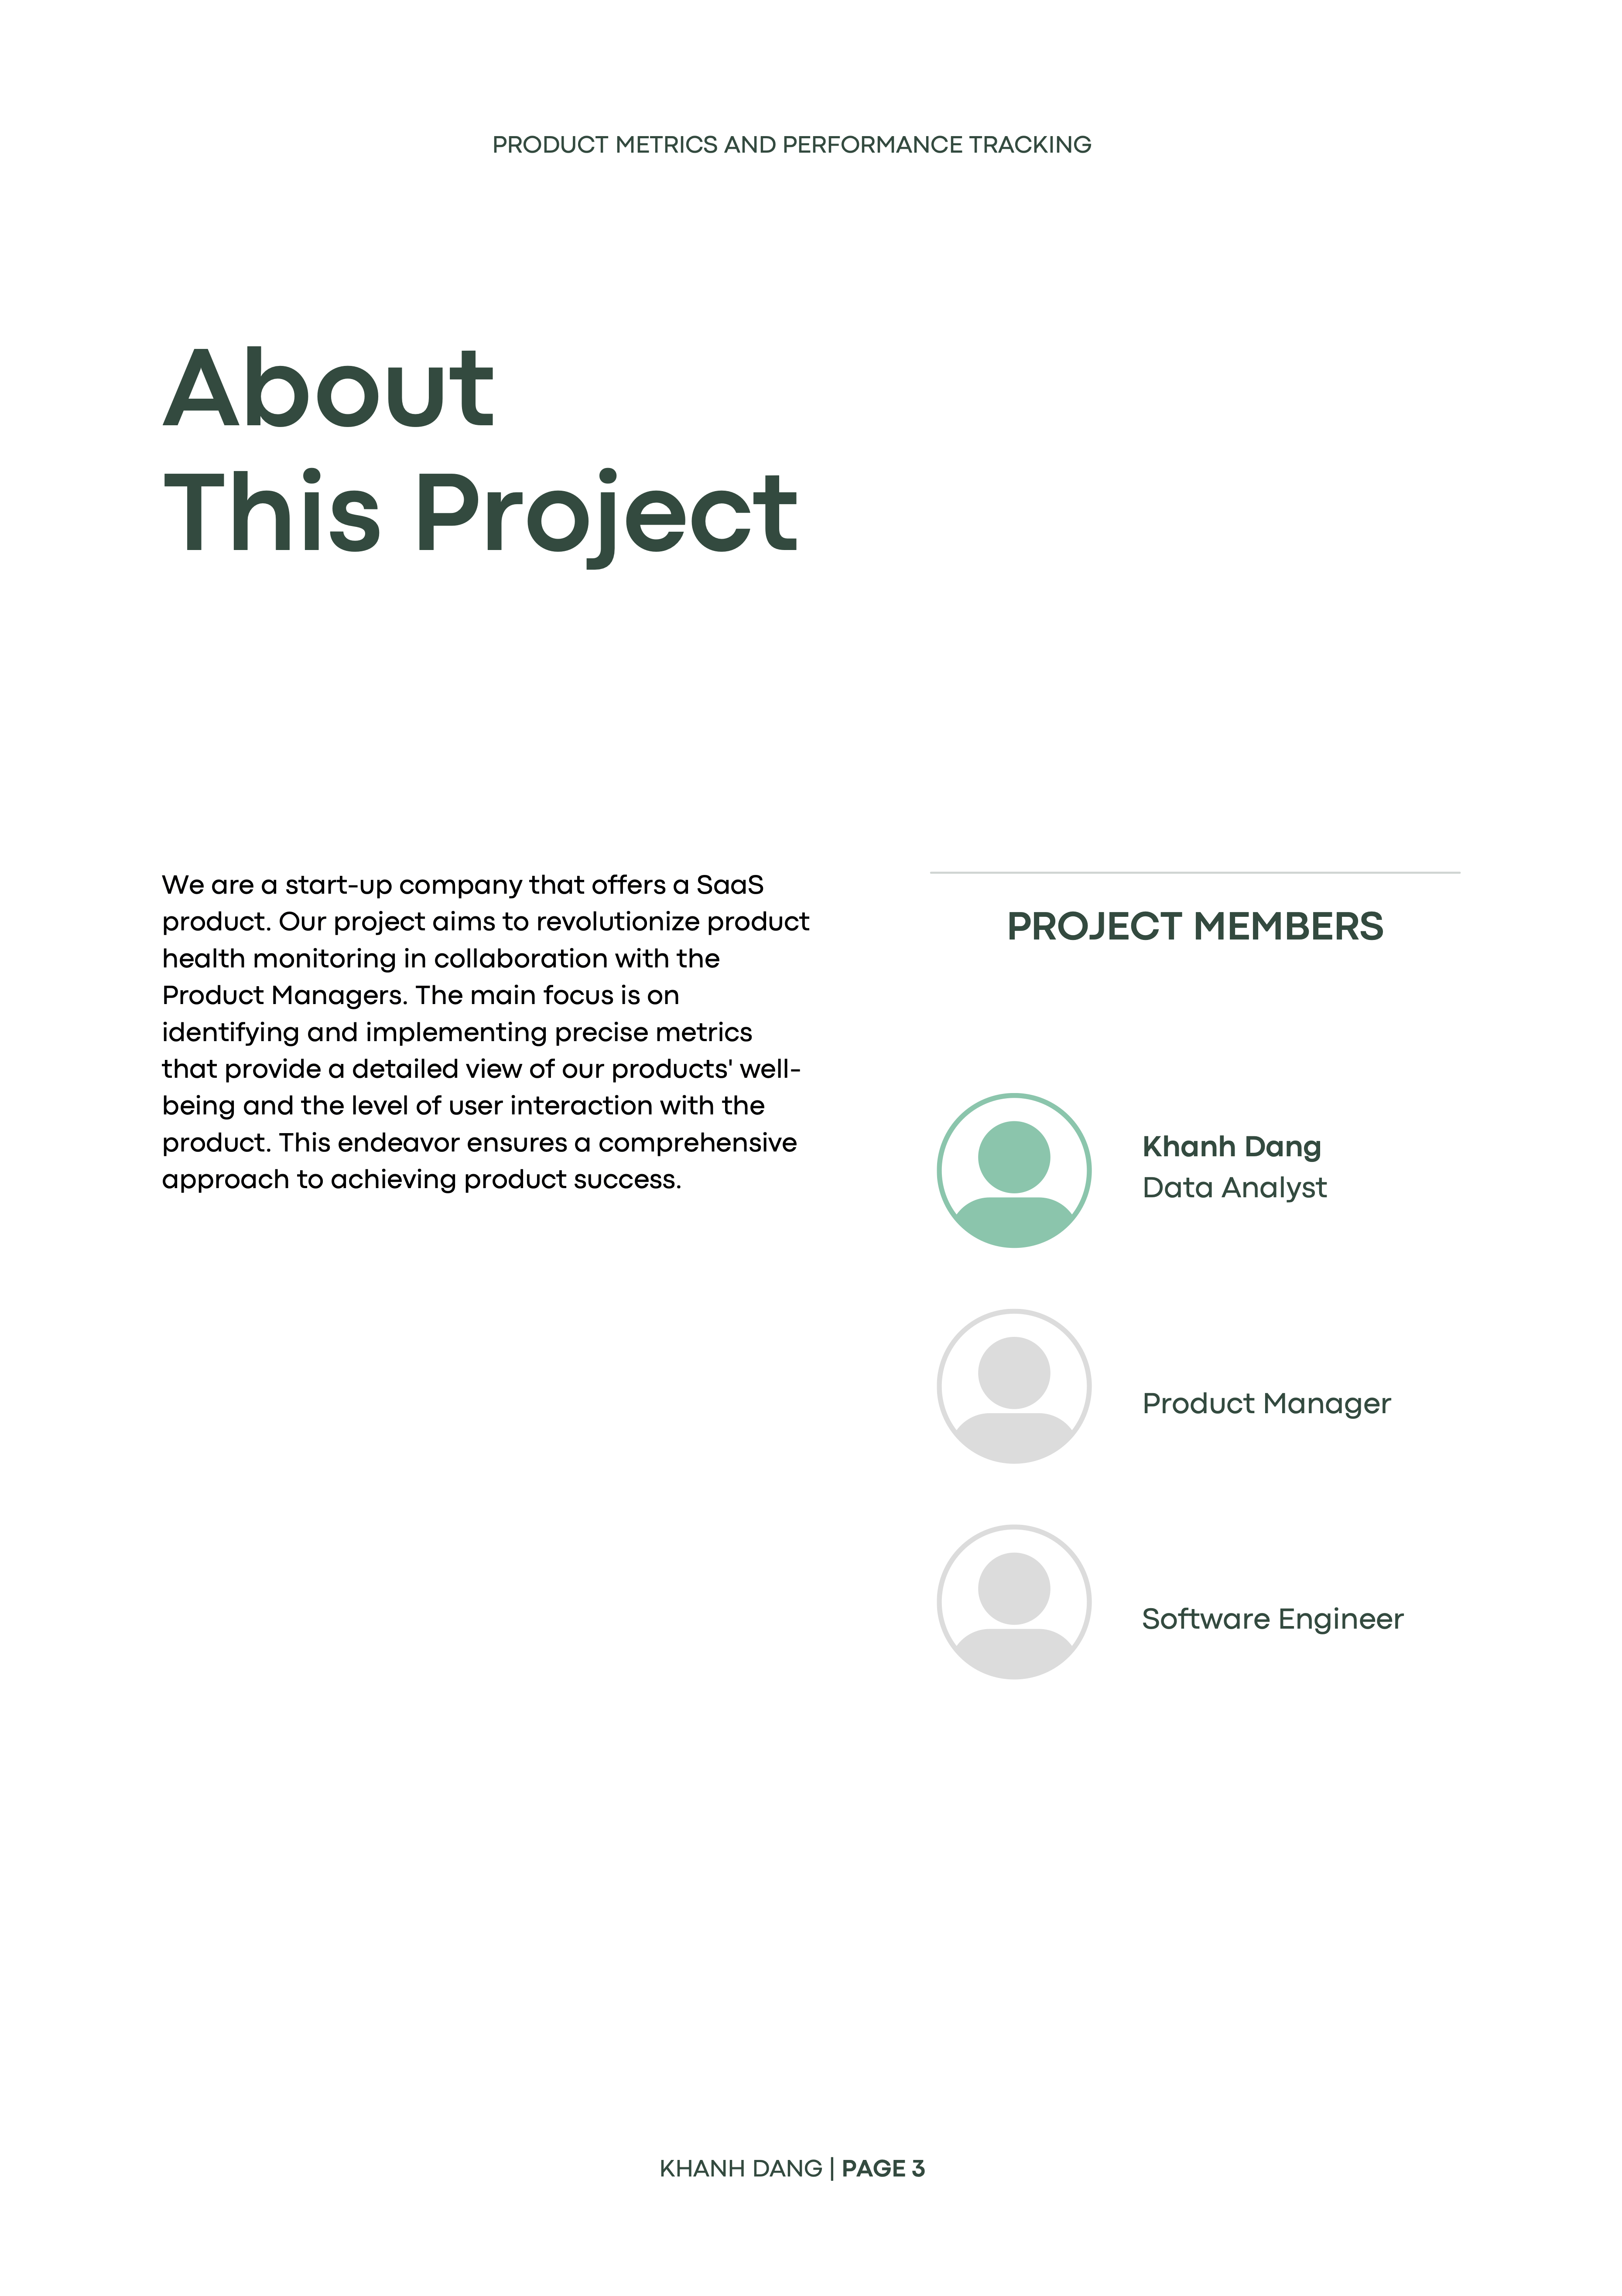 PRODUCT METRICS AND PERFORMANCE TRACKING
About
This Project
We are a start-up company that offers a SaaS
product. Our project aims to revolutionize product
health monitoring in collaboration with the
Product Managers. The main focus is on
identifying and implementing precise metrics
that provide a detailed view of our products' well-
being and the level of user interaction with the
product. This endeavor ensures a comprehensive
approach to achieving product success.
PROJECT MEMBERS
Khanh Dang
Data Analyst
Product Manager
Software Engineer
KHANH DANG | PAGE 3